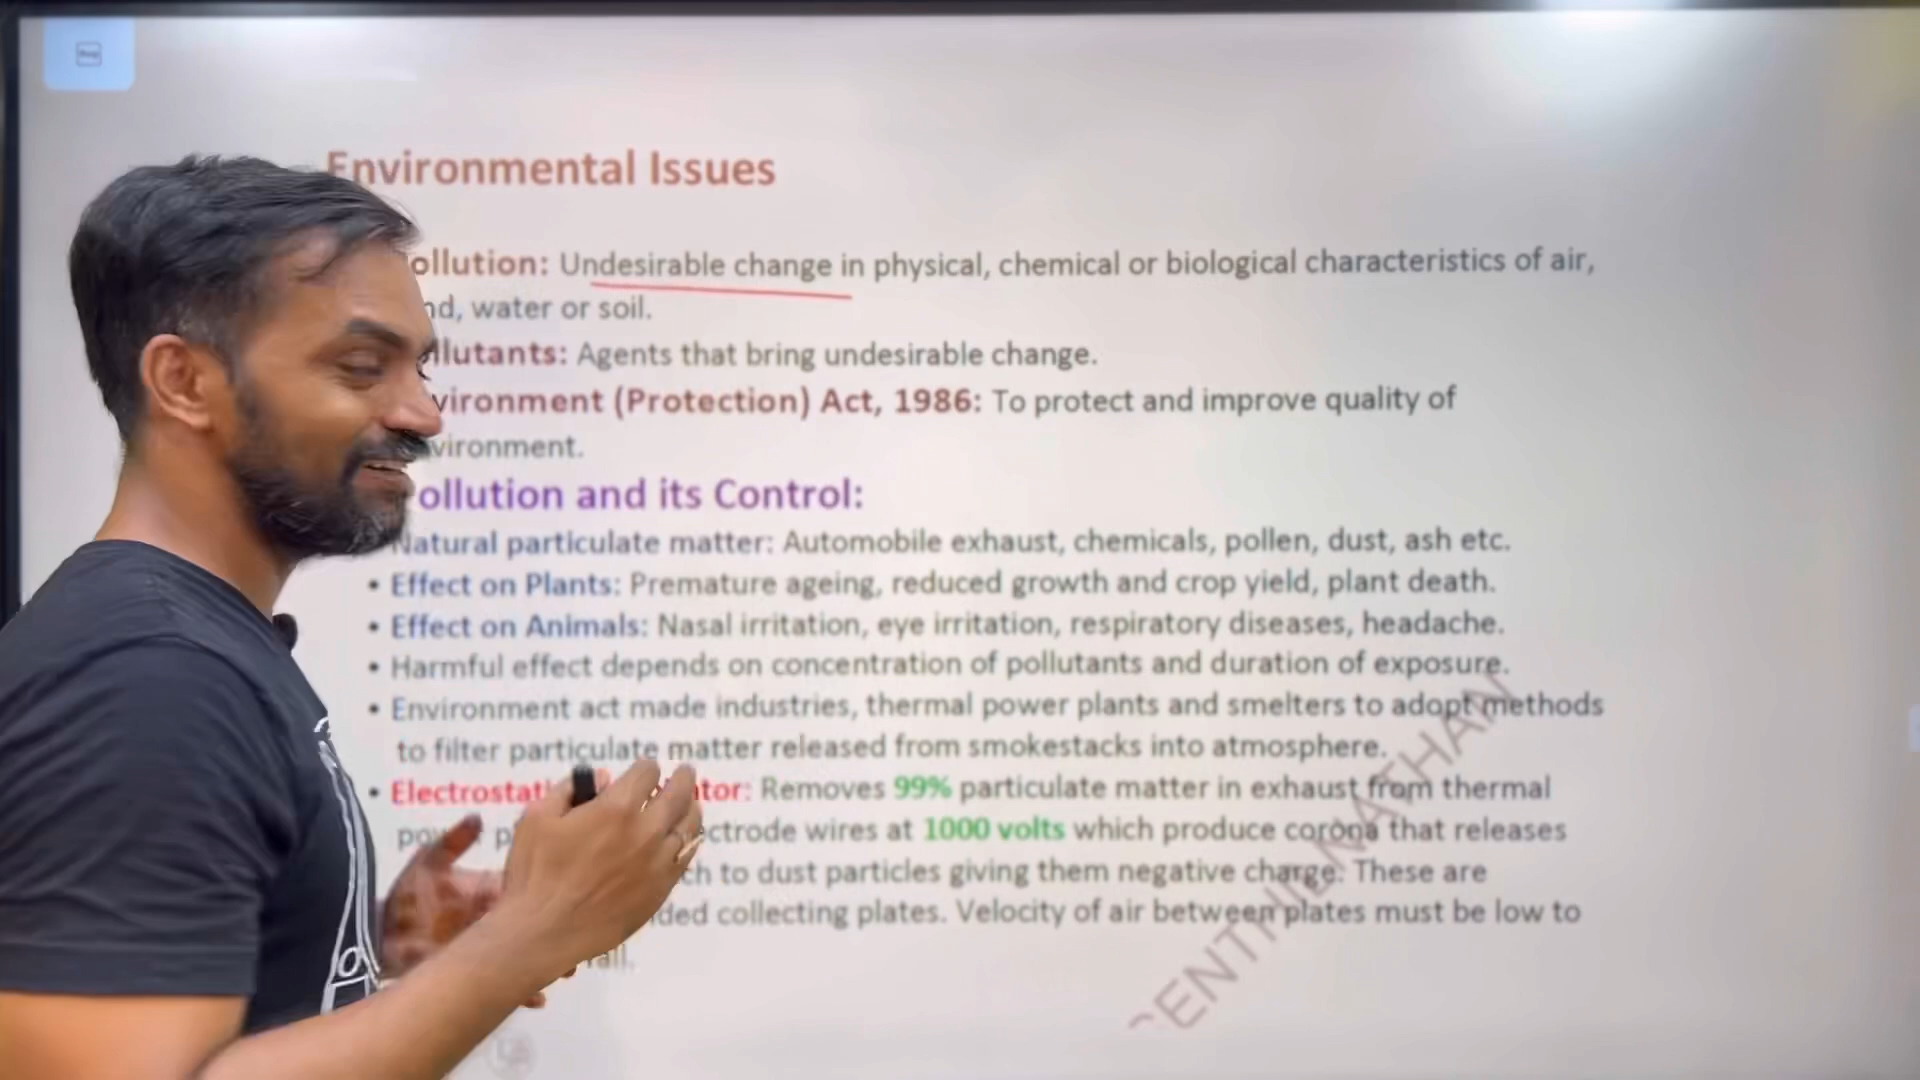 Environmental Issues
ollution: Undesirable change in physical, chemical or biological characteristics of air,
nd, water or soil.
llutants: Agents that bring undesirable change.
vironment (Protection) Act, 1986: To protect and improve quality of
vironment.
ollution and its Control:
Natural particulate matter: Automobile exhaust, chemicals, pollen, dust, ash etc.
• Effect on Plants: Premature ageing, reduced growth and crop yield, plant death.
• Effect on Animals: Nasal irritation, eye irritation, respiratory diseases, headache.
• Harmful effect depends on concentration of pollutants and duration of exposure.
• Environment act made industries, thermal power plants and smelters to adopt methods
to filter particulate matter released from smokestacks into atmosphere.
• Electrostati tor: Removes 99% particulate matter in exhaust from thermal
ectrode wires at 1000 volts which produce corona that releases
ch to dust particles giving them negative charge. These are
ded collecting plates. Velocity of air between plates must be low to
all.
SENTHILNATHAN